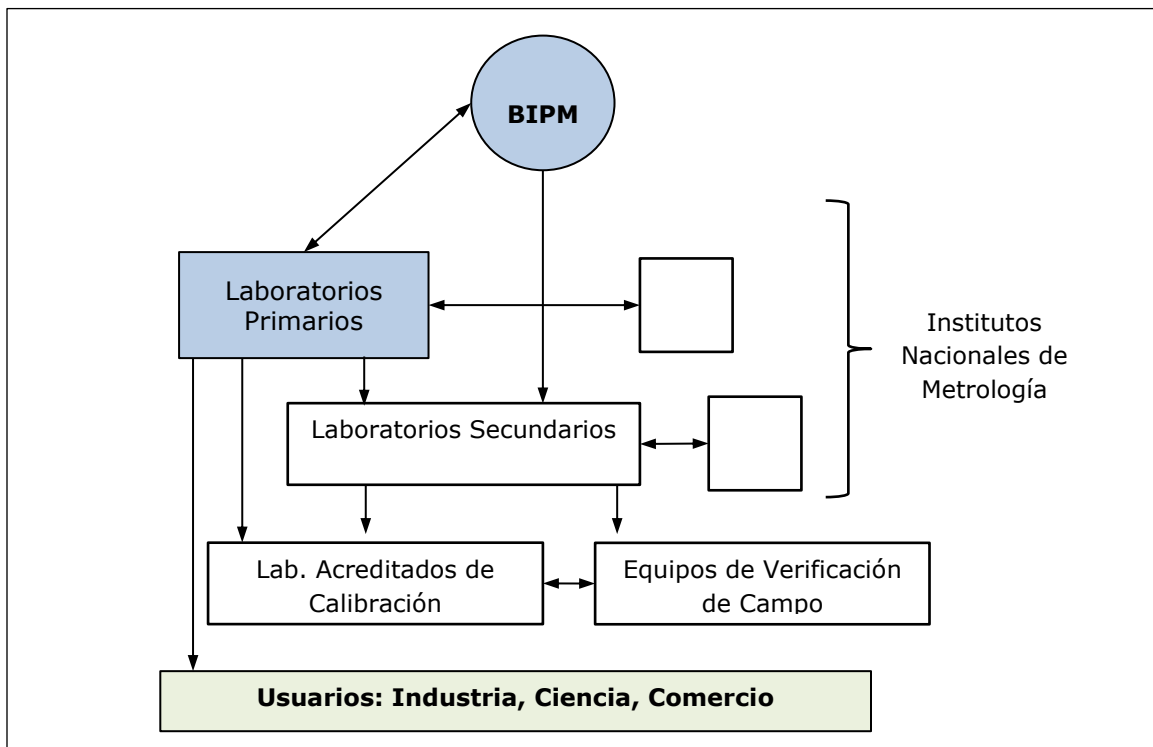 BIPM
Laboratorios
Primarios
Institutos
Nacionales de
Metrología
Laboratorios Secundarios
Lab. Acreditados de
Calibración
Equipos de Verificación
de Campo
Usuarios: Industria, Ciencia, Comercio